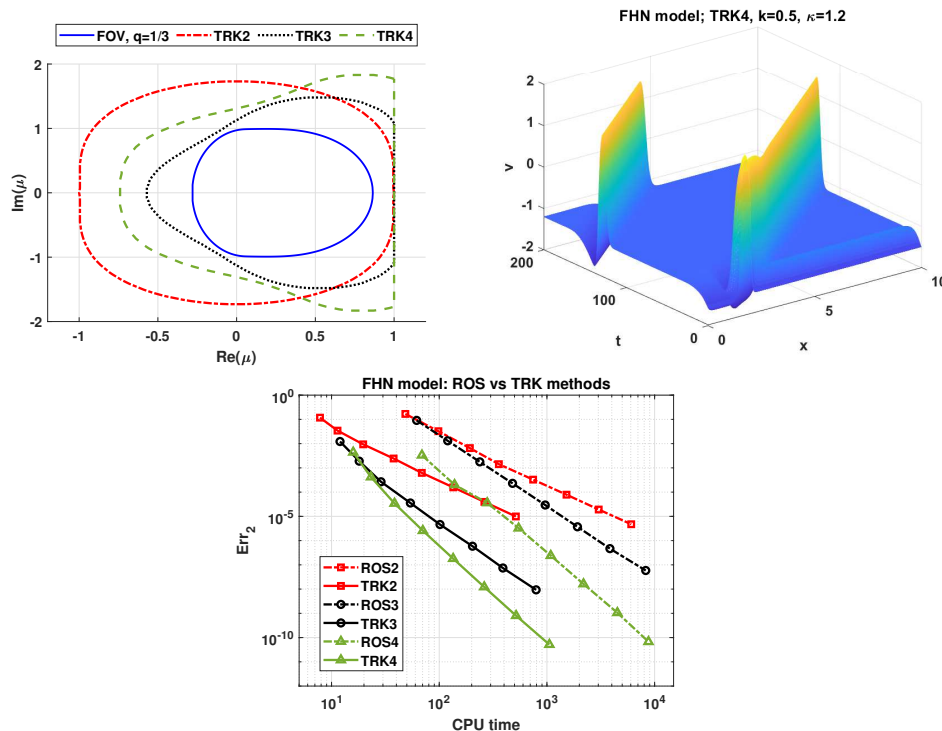 FOV, q=1/3 TRK2 TRK3 TRK4
2
1
0
-1
-2
Im(μ)
-1 -0.5 0 0.5 1
Re(μ)
FHN model; TRK4, k=0.5, κ=1.2
2
1
0
-1
-2
v
200
100
0
t
0
5
10
x
FHN model: ROS vs TRK methods
10^0
10^-5
10^-10
Err_2
ROS2
TRK2
ROS3
TRK3
ROS4
TRK4
10^1 10^2 10^3 10^4
CPU time